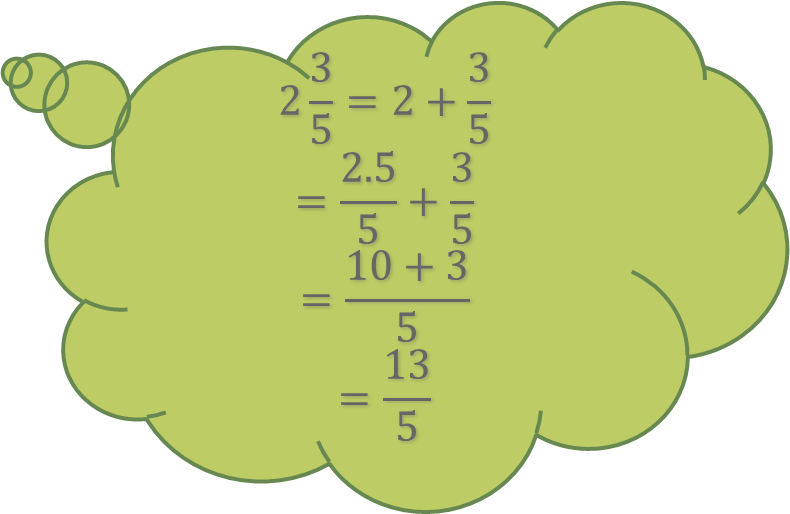 2 3/5 = 2 + 3/5
= 2.5/5 + 3/5
= (10 + 3)/5
= 13/5